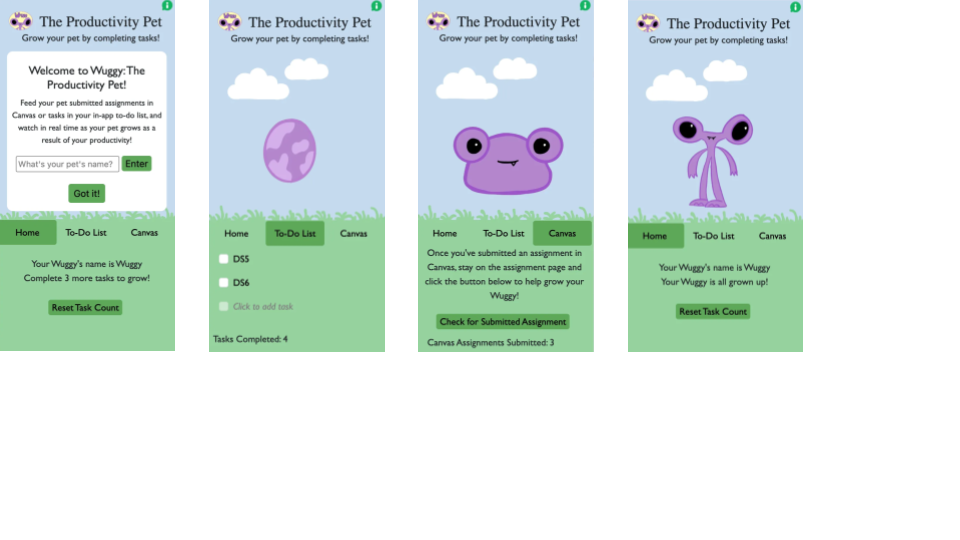 The Productivity Pet
Grow your pet by completing tasks!
Welcome to Wuggy: The
Productivity Pet!
Feed your pet submitted assignments in
Canvas or tasks in your in-app to-do list, and
watch in real time as your pet grows as a
result of your productivity!
What's your pet's name?
Enter
Got it!
Home
To-Do List
Canvas
Your Wuggy's name is Wuggy
Complete 3 more tasks to grow!
Reset Task Count
The Productivity Pet
Grow your pet by completing tasks!
Home
To-Do List
Canvas
DS5
DS6
Click to add task
Tasks Completed: 4
The Productivity Pet
Grow your pet by completing tasks!
Home
To-Do List
Canvas
Once you've submitted an assignment in
Canvas, stay on the assignment page and
click the button below to help grow your
Wuggy!
Check for Submitted Assignment
Canvas Assignments Submitted: 3
The Productivity Pet
Grow your pet by completing tasks!
Home
To-Do List
Canvas
Your Wuggy's name is Wuggy
Your Wuggy is all grown up!
Reset Task Count